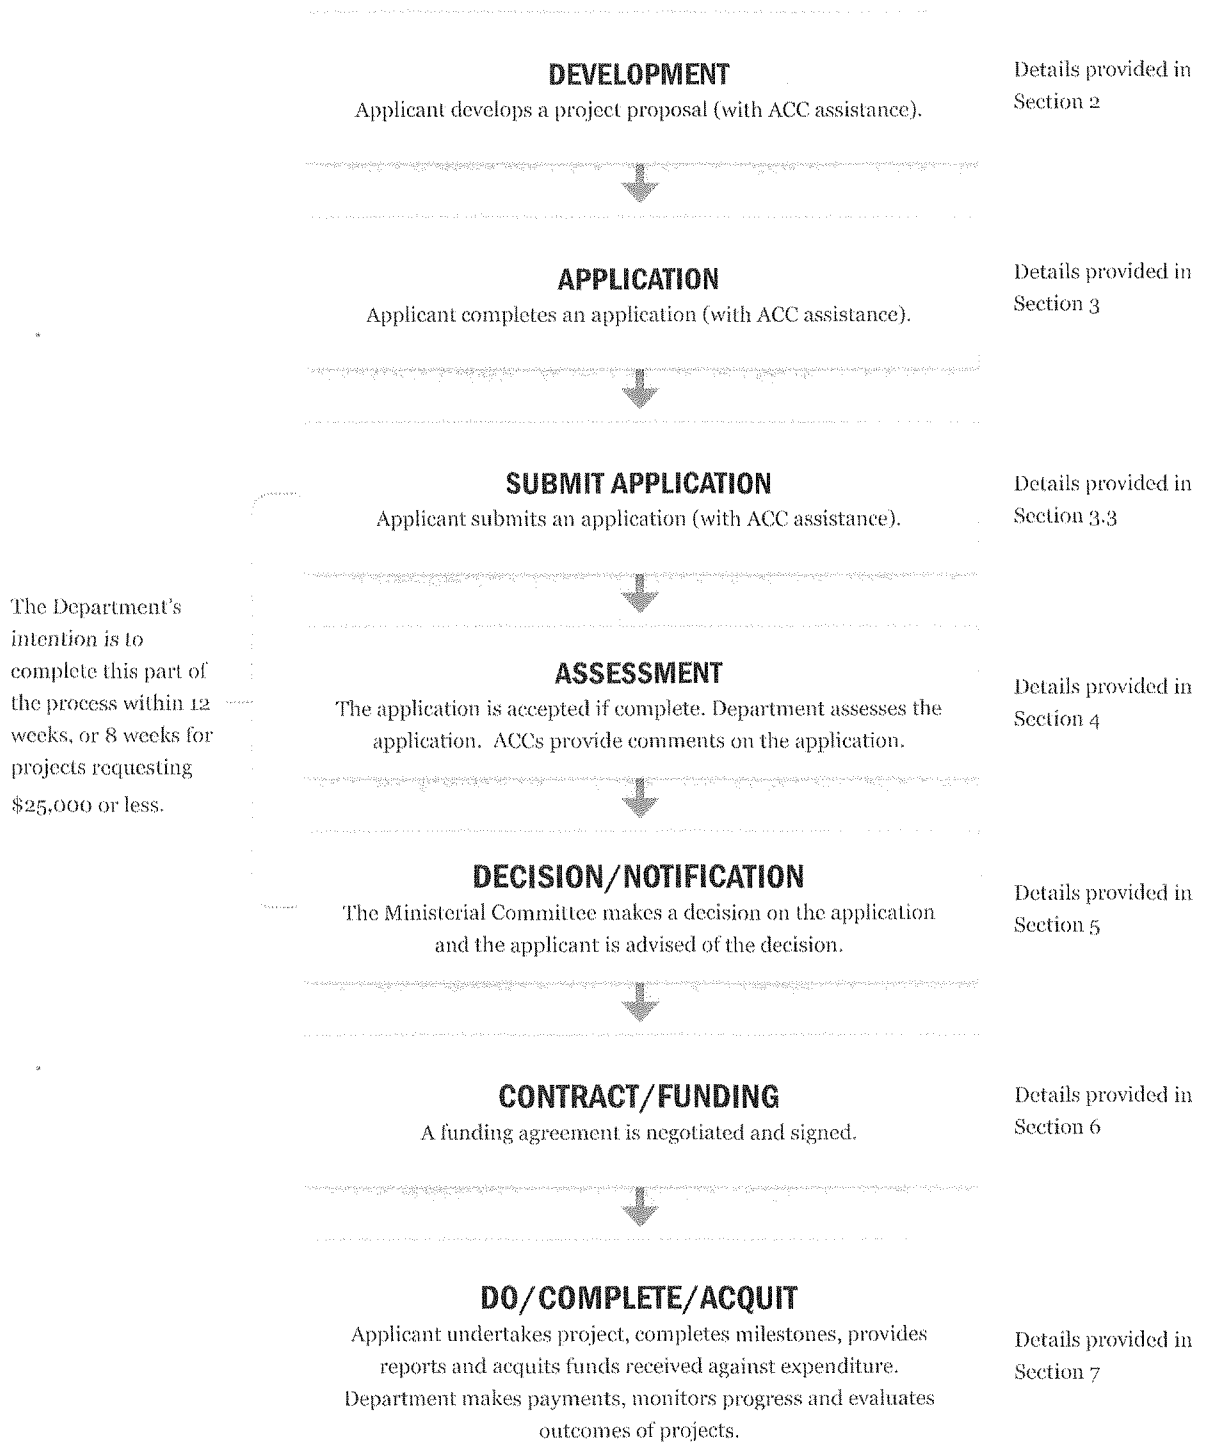 DEVELOPMENT
Applicant develops a project proposal (with ACC assistance).
Details provided in
Section 2
APPLICATION
Applicant completes an application (with ACC assistance).
Details provided in
Section 3
SUBMIT APPLICATION
Applicant submits an application (with ACC assistance).
Details provided in
Section 3.3
The Department's
intention is to
complete this part of
the process within 12
weeks, or 8 weeks for
projects requesting
$25,000 or less.
ASSESSMENT
The application is accepted if complete. Department assesses the
application. ACCs provide comments on the application.
Details provided in
Section 4
DECISION/NOTIFICATION
The Ministerial Committee makes a decision on the application
and the applicant is advised of the decision.
Details provided in
Section 5
CONTRACT/FUNDING
A funding agreement is negotiated and signed.
Details provided in
Section 6
DO/COMPLETE/ACQUIT
Applicant undertakes project, completes milestones, provides
reports and acquits funds received against expenditure.
Department makes payments, monitors progress and evaluates
outcomes of projects.
Details provided in
Section 7